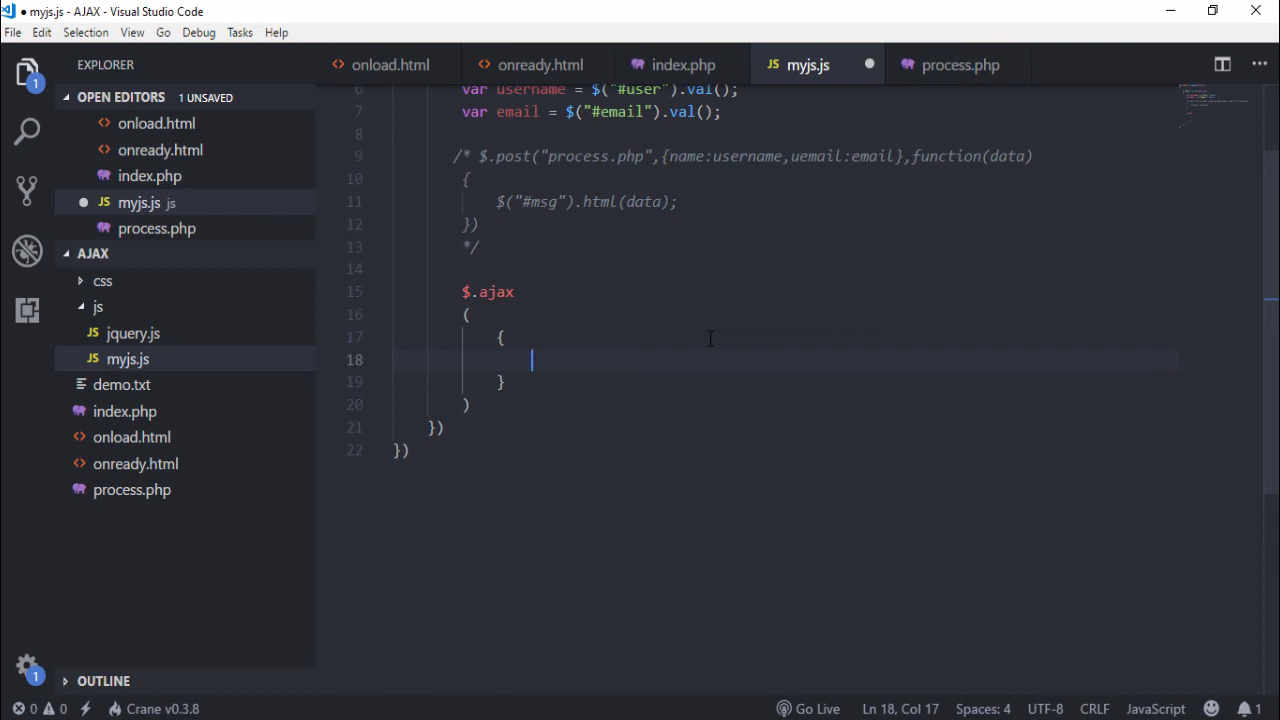 ● myjs.js - AJAX - Visual Studio Code
File Edit Selection View Go Debug Tasks Help
EXPLORER
OPEN EDITORS 1 UNSAVED
onload.html
onready.html
index.php
myjs.js js
process.php
AJAX
css
js
jquery.js
myjs.js
demo.txt
index.php
onload.html
onready.html
process.php
OUTLINE
1
1
onload.html onready.html index.php myjs.js process.php
6 var username = $("#user").val();
7 var email = $("#email").val();
8
9 /* $.post("process.php",{name:username,uemail:email},function(data)
10 {
11 $("#msg").html(data);
12 })
13 */
14
15 $.ajax
16 (
17 {
18
19 }
20 )
21 })
22 })
0 0 Crane v0.3.8 Go Live Ln 18, Col 17 Spaces: 4 UTF-8 CRLF JavaScript 1